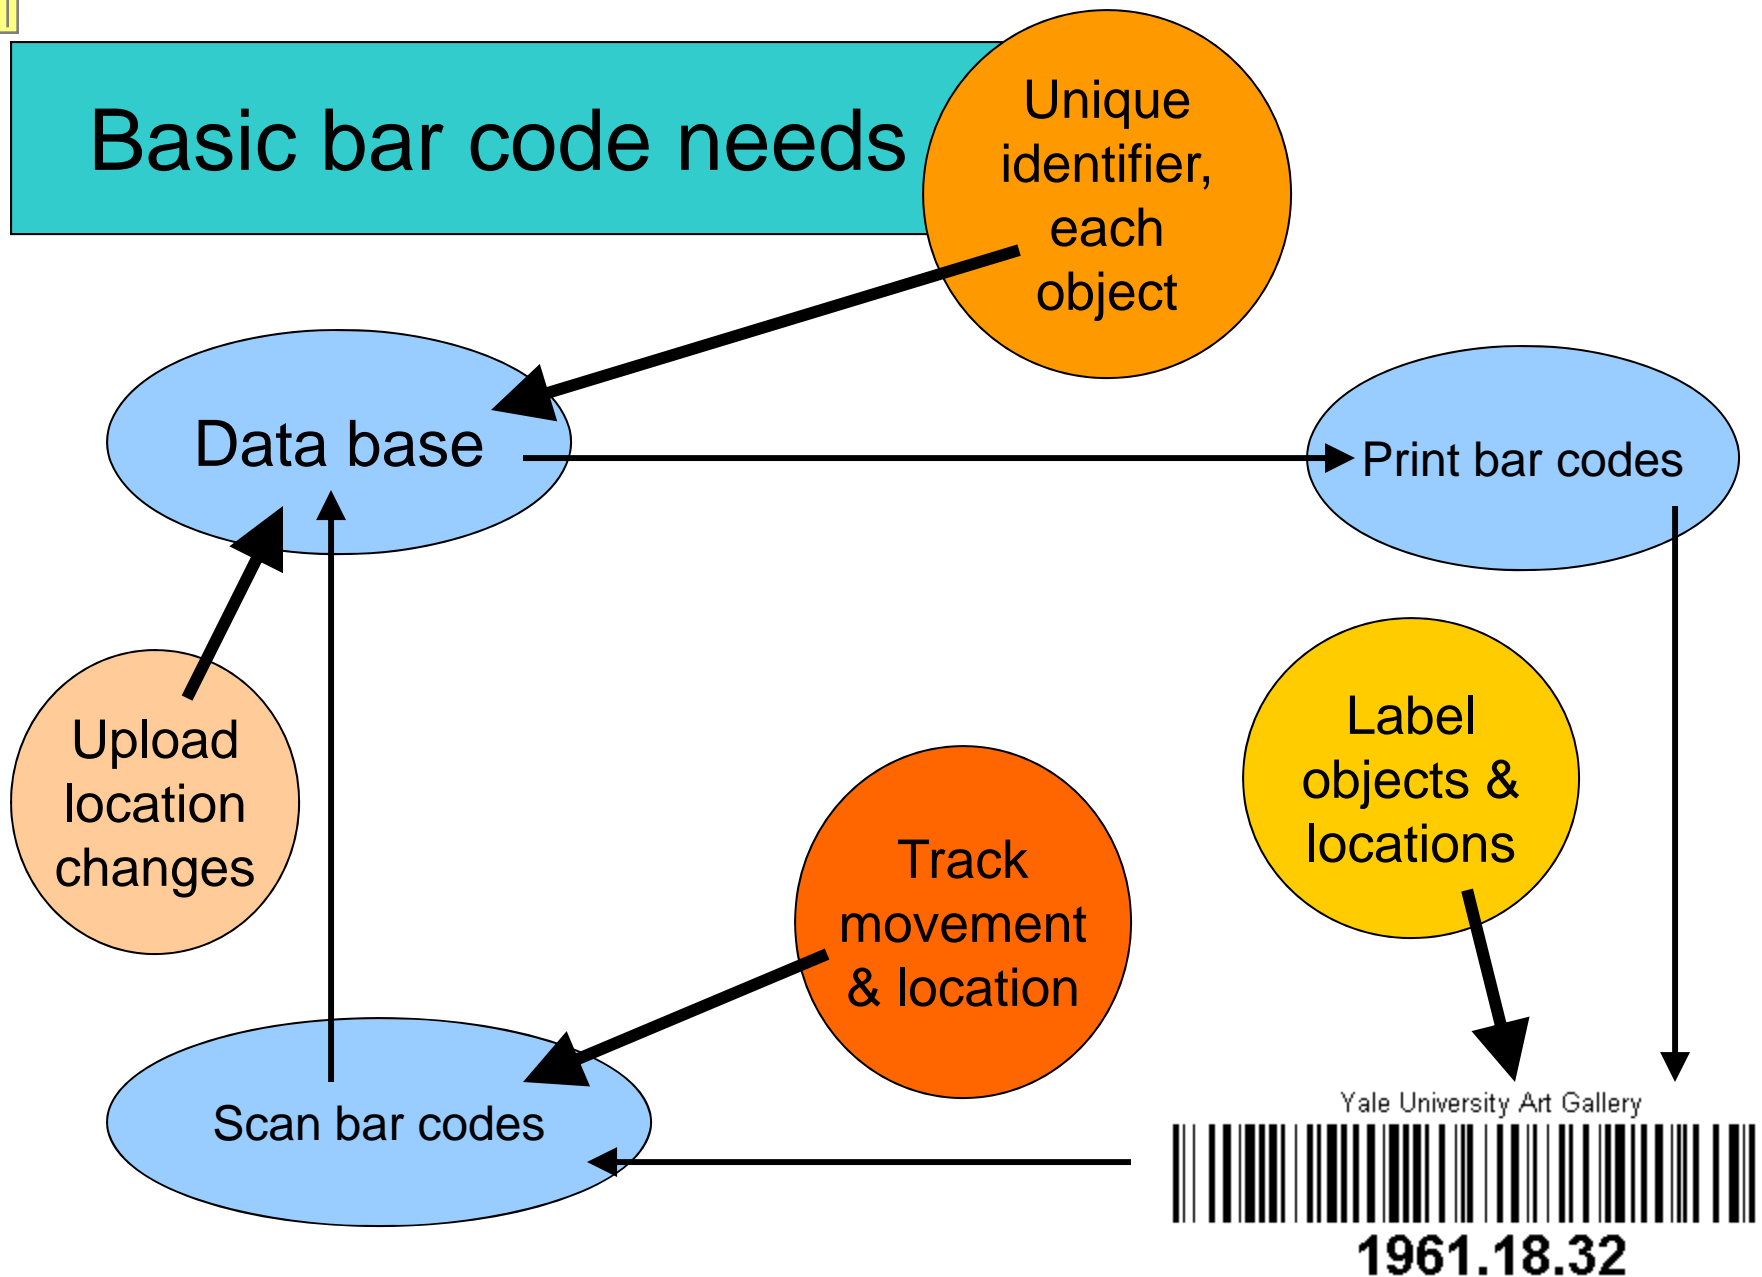 Basic bar code needs
Unique
identifier,
each
object
Data base
Print bar codes
Upload
location
changes
Track
movement
& location
Label
objects &
locations
Scan bar codes
Yale University Art Gallery
1961.18.32